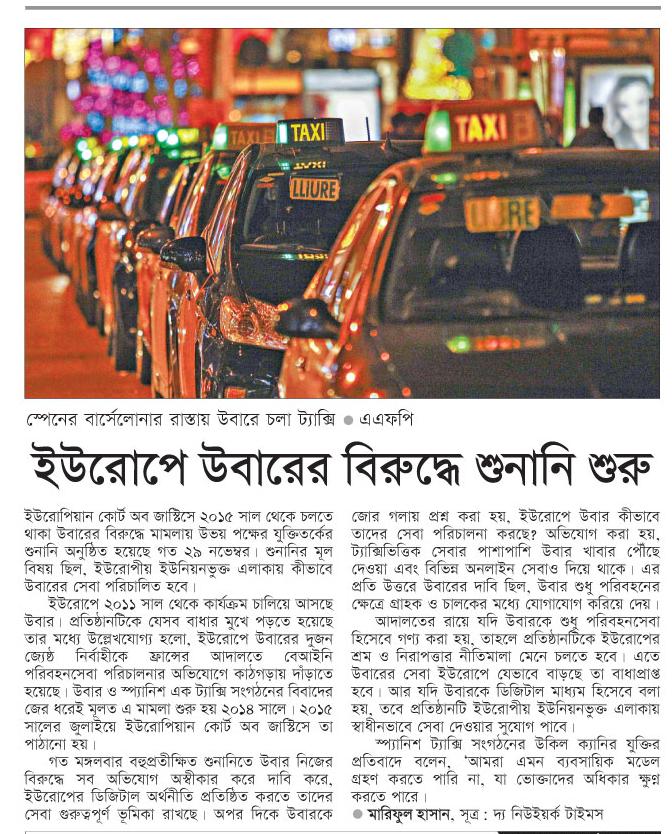 TAXI
TAXI
TAXI
LLIURE
LLIURE
স্পেনের বার্সেলোনার রাস্তায় উবারে চলা ট্যাক্সি ● এএফপি
ইউরোপে উবারের বিরুদ্ধে শুনানি শুরু
ইউরোপিয়ান কোর্ট অব জাস্টিসে ২০১৫ সাল থেকে চলতে
থাকা উবারের বিরুদ্ধে মামলায় উভয় পক্ষের যুক্তিতর্কের
শুনানি অনুষ্ঠিত হয়েছে গত ২৯ নভেম্বর। শুনানির মূল
বিষয় ছিল, ইউরোপীয় ইউনিয়নভুক্ত এলাকায় কীভাবে
উবারের সেবা পরিচালিত হবে।
ইউরোপে ২০১১ সাল থেকে কার্যক্রম চালিয়ে আসছে
উবার। প্রতিষ্ঠানটিকে যেসব বাধার মুখে পড়তে হয়েছে
তার মধ্যে উল্লেখযোগ্য হলো, ইউরোপে উবারের দুজন
জ্যেষ্ঠ নির্বাহীকে ফ্রান্সের আদালতে বেআইনি
পরিবহনসেবা পরিচালনার অভিযোগে কাঠগড়ায় দাঁড়াতে
হয়েছে। উবার ও স্প্যানিশ এক ট্যাক্সি সংগঠনের বিবাদের
জের ধরেই মূলত এ মামলা শুরু হয় ২০১৪ সালে। ২০১৫
সালের জুলাইয়ে ইউরোপিয়ান কোর্ট অব জাস্টিসে তা
পাঠানো হয়।
গত মঙ্গলবার বহুপ্রতীক্ষিত শুনানিতে উবার নিজের
বিরুদ্ধে সব অভিযোগ অস্বীকার করে দাবি করে,
ইউরোপের ডিজিটাল অর্থনীতি প্রতিষ্ঠিত করতে তাদের
সেবা গুরুত্বপূর্ণ ভূমিকা রাখছে। অপর দিকে উবারকে
জোর গলায় প্রশ্ন করা হয়, ইউরোপে উবার কীভাবে
তাদের সেবা পরিচালনা করছে? অভিযোগ করা হয়,
ট্যাক্সিভিত্তিক সেবার পাশাপাশি উবার খাবার পৌঁছে
দেওয়া এবং বিভিন্ন অনলাইন সেবাও দিয়ে থাকে। এর
প্রতি উত্তরে উবারের দাবি ছিল, উবার শুধু পরিবহনের
ক্ষেত্রে গ্রাহক ও চালকের মধ্যে যোগাযোগ করিয়ে দেয়।
আদালতের রায়ে যদি উবারকে শুধু পরিবহনসেবা
হিসেবে গণ্য করা হয়, তাহলে প্রতিষ্ঠানটিকে ইউরোপের
শ্রম ও নিরাপত্তার নীতিমালা মেনে চলতে হবে। এতে
উবারের সেবা ইউরোপে যেভাবে বাড়ছে তা বাধাপ্রাপ্ত
হবে। আর যদি উবারকে ডিজিটাল মাধ্যম হিসেবে বলা
হয়, তবে প্রতিষ্ঠানটি ইউরোপীয় ইউনিয়নভুক্ত এলাকায়
স্বাধীনভাবে সেবা দেওয়ার সুযোগ পাবে।
স্প্যানিশ ট্যাক্সি সংগঠনের উকিল ক্যানির যুক্তির
প্রতিবাদে বলেন, ‘আমরা এমন ব্যবসায়িক মডেল
গ্রহণ করতে পারি না, যা ভোক্তাদের অধিকার ক্ষুণ্ন
করতে পারে।
● মারিফুল হাসান, সূত্র : দ্য নিউইয়র্ক টাইমস